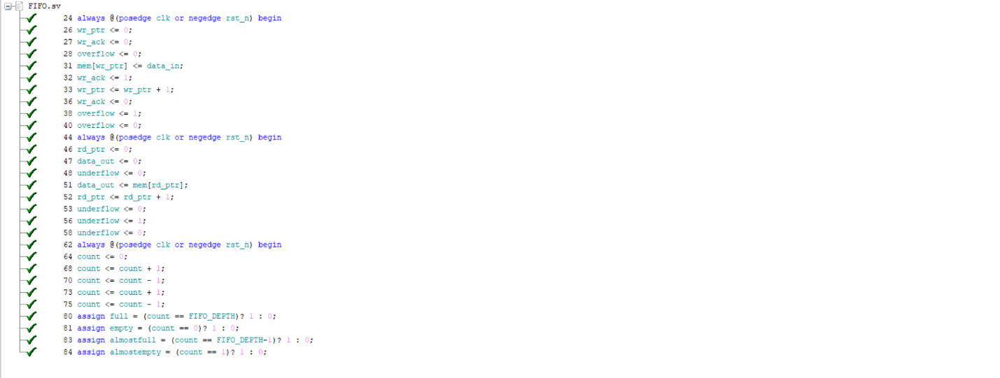 FIFO.sv
24 always @(posedge clk or negedge rst_n) begin
26 wr_ptr <= 0;
27 wr_ack <= 0;
28 overflow <= 0;
31 mem[wr_ptr] <= data_in;
32 wr_ack <= 1;
33 wr_ptr <= wr_ptr + 1;
36 wr_ack <= 0;
38 overflow <= 1;
40 overflow <= 0;
44 always @(posedge clk or negedge rst_n) begin
46 rd_ptr <= 0;
47 data_out <= 0;
48 underflow <= 0;
51 data_out <= mem[rd_ptr];
52 rd_ptr <= rd_ptr + 1;
53 underflow <= 0;
56 underflow <= 1;
58 underflow <= 0;
62 always @(posedge clk or negedge rst_n) begin
64 count <= 0;
68 count <= count + 1;
70 count <= count - 1;
73 count <= count + 1;
75 count <= count - 1;
80 assign full = (count == FIFO_DEPTH)? 1 : 0;
81 assign empty = (count == 0)? 1 : 0;
83 assign almostfull = (count == FIFO_DEPTH-1)? 1 : 0;
84 assign almostempty = (count == 1)? 1 : 0;